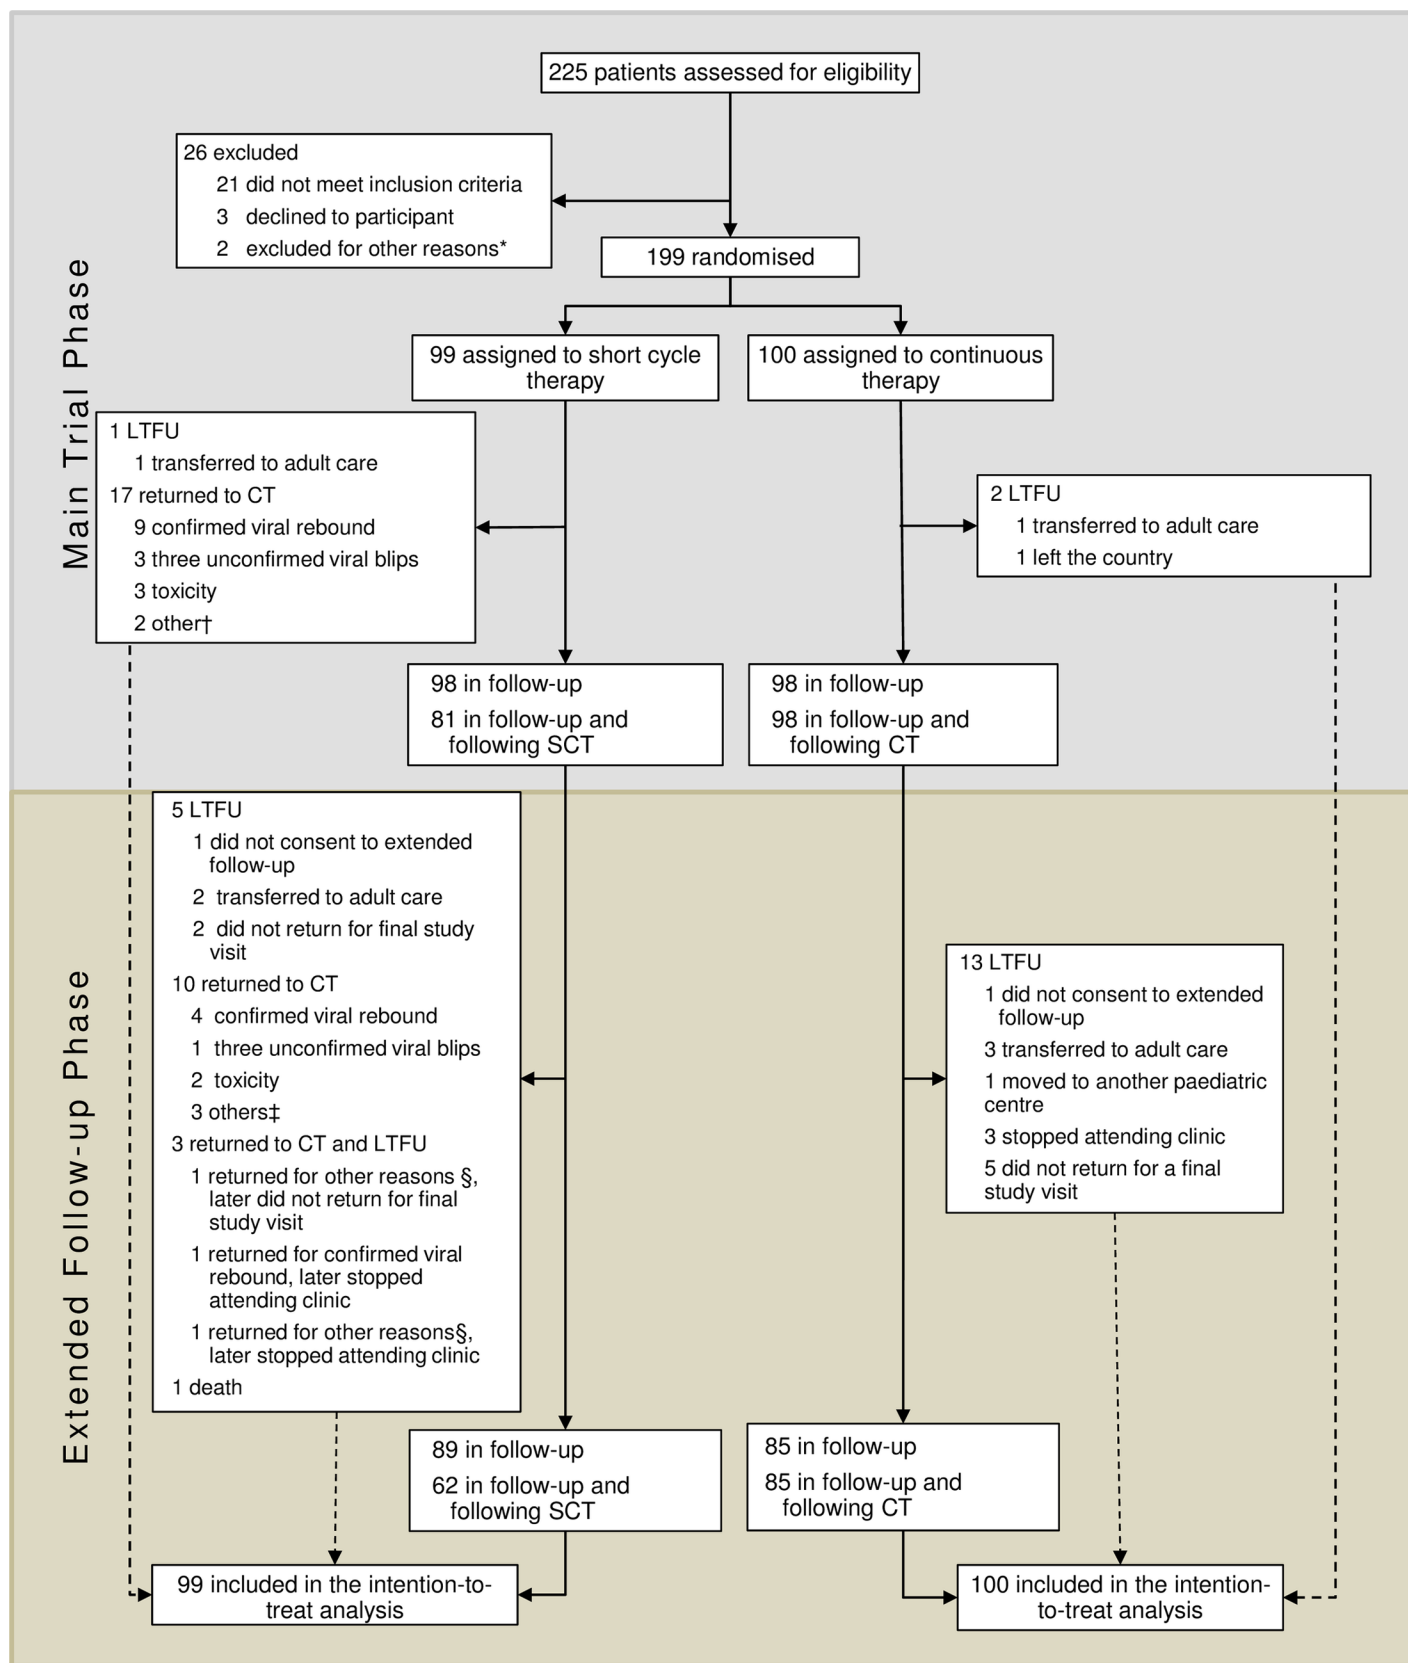 225 patients assessed for eligibility
26 excluded
21 did not meet inclusion criteria
3 declined to participant
2 excluded for other reasons*
199 randomised
Main Trial Phase
99 assigned to short cycle
therapy
100 assigned to continuous
therapy
1 LTFU
1 transferred to adult care
17 returned to CT
9 confirmed viral rebound
3 three unconfirmed viral blips
3 toxicity
2 other†
2 LTFU
1 transferred to adult care
1 left the country
98 in follow-up
81 in follow-up and
following SCT
98 in follow-up
98 in follow-up and
following CT
Extended Follow-up Phase
5 LTFU
1 did not consent to extended
follow-up
2 transferred to adult care
2 did not return for final study
visit
10 returned to CT
4 confirmed viral rebound
1 three unconfirmed viral blips
2 toxicity
3 others‡
3 returned to CT and LTFU
1 returned for other reasons §,
later did not return for final
study visit
1 returned for confirmed viral
rebound, later stopped
attending clinic
1 returned for other reasons§,
later stopped attending clinic
1 death
13 LTFU
1 did not consent to extended
follow-up
3 transferred to adult care
1 moved to another paediatric
centre
3 stopped attending clinic
5 did not return for a final
study visit
89 in follow-up
62 in follow-up and
following SCT
85 in follow-up
85 in follow-up and
following CT
99 included in the intention-to-
treat analysis
100 included in the intention-
to-treat analysis